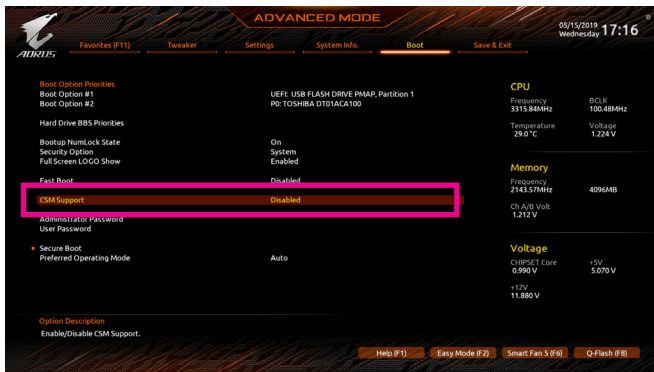 ADVANCED MODE
05/15/2019 Wednesday 17:16
AORUS
Favorites (F11) Tweaker Settings System Info. Boot Save & Exit
Boot Option Priorities
Boot Option #1 UEFI: USB FLASH DRIVE PMAP, Partition 1
Boot Option #2 P0: TOSHIBA DT01ACA100
Hard Drive BBS Priorities
Bootup NumLock State On
Security Option System
Full Screen LOGO Show Enabled
Fast Boot Disabled
CSM Support Disabled
Administrator Password
User Password
Secure Boot
Preferred Operating Mode Auto
CPU
Frequency BCLK
3315.84MHz 100.48MHz
Temperature Voltage
29.0 °C 1.224 V
Memory
Frequency
2143.57MHz 4096MB
Ch A/B Volt
1.212 V
Voltage
CHIPSET Core +5V
0.990 V 5.070 V
+12V
11.880 V
Option Description
Enable/Disable CSM Support.
Help (F1) Easy Mode (F2) Smart Fan 5 (F6) Q-Flash (F8)